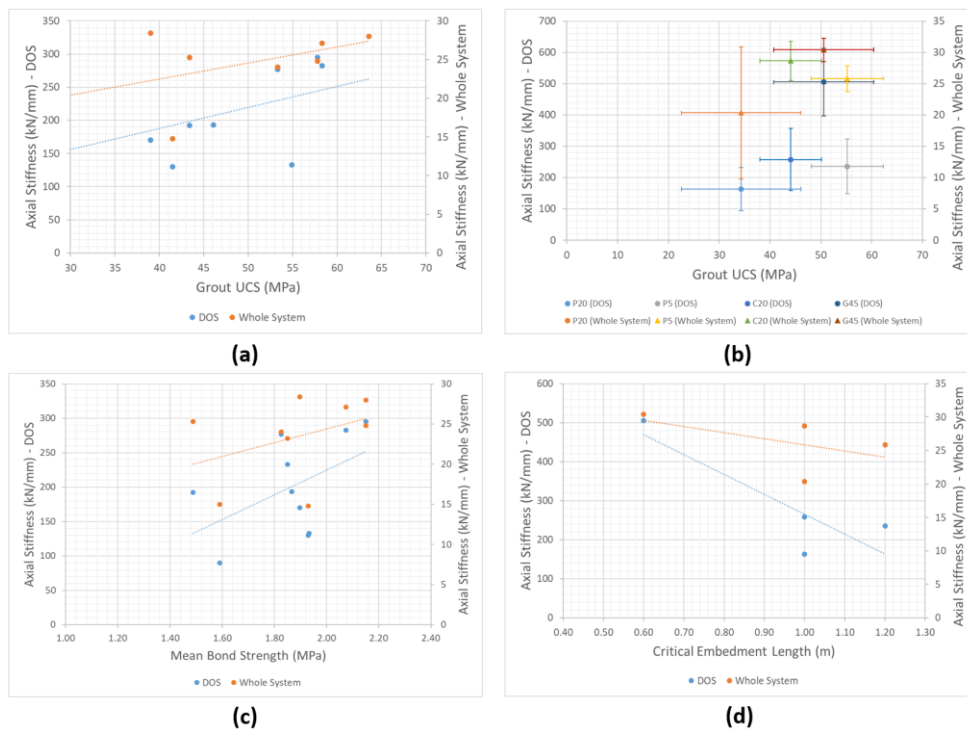 Axial Stiffness (kN/mm) - DOS
350
300
250
200
150
100
50
0
30
25
20
15
10
5
0
Axial Stiffness (kN/mm) - Whole System
30 35 40 45 50 55 60 65 70
Grout UCS (MPa)
DOS Whole System
(a)
Axial Stiffness (kN/mm) - DOS
700
600
500
400
300
200
100
0
35
30
25
20
15
10
5
0
Axial Stiffness (kN/mm) - Whole System
0 10 20 30 40 50 60 70
Grout UCS (MPa)
P20 (DOS) P5 (DOS) C20 (DOS) G45 (DOS)
P20 (Whole System) P5 (Whole System) C20 (Whole System) G45 (Whole System)
(b)
Axial Stiffness (kN/mm) - DOS
350
300
250
200
150
100
50
0
30
25
20
15
10
5
0
Axial Stiffness (kN/mm) - Whole System
1.00 1.20 1.40 1.60 1.80 2.00 2.20 2.40
Mean Bond Strength (MPa)
DOS Whole System
(c)
Axial Stiffness (kN/mm) - DOS
600
500
400
300
200
100
0
35
30
25
20
15
10
5
0
Axial Stiffness (kN/mm) - Whole System
0.40 0.50 0.60 0.70 0.80 0.90 1.00 1.10 1.20 1.30
Critical Embedment Length (m)
DOS Whole System
(d)